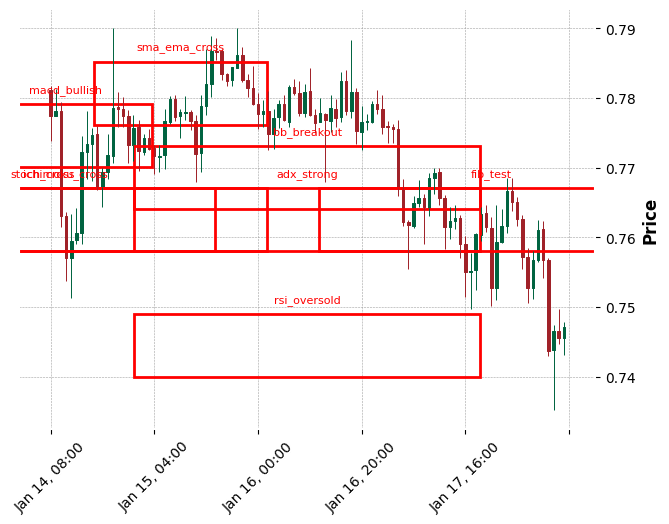 0.79
sma_ema_cross
macd_bullish
0.78
bb_breakout
0.77
adx_strong
fib_test
0.76
Price
0.75
rsi_oversold
0.74
Jan 14, 08:00
Jan 15, 04:00
Jan 16, 00:00
Jan 16, 20:00
Jan 17, 16:00